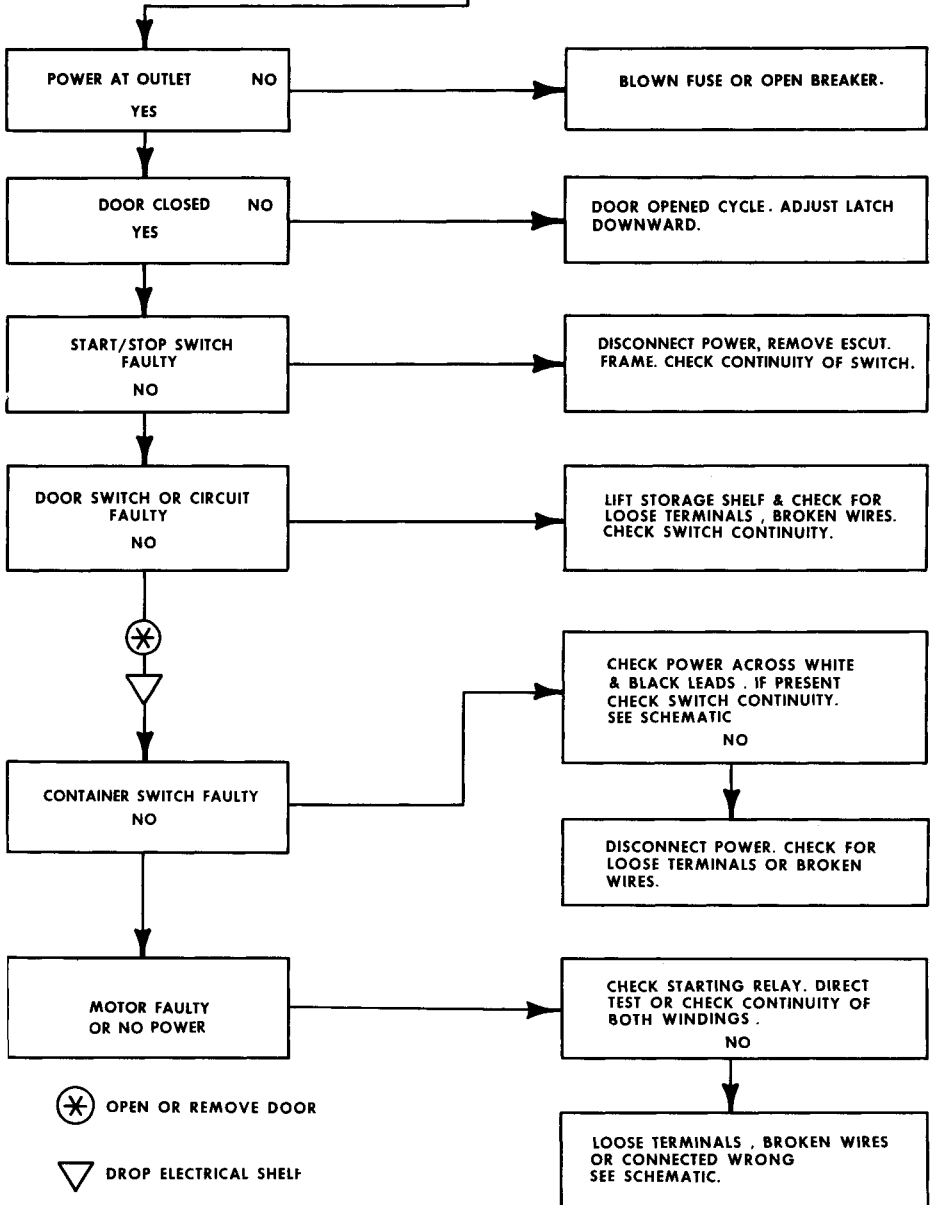 POWER AT OUTLET NO
YES
BLOWN FUSE OR OPEN BREAKER.
DOOR CLOSED NO
YES
DOOR OPENED CYCLE. ADJUST LATCH
DOWNWARD.
START/STOP SWITCH
FAULTY
NO
DISCONNECT POWER, REMOVE ESCUT.
FRAME. CHECK CONTINUITY OF SWITCH.
DOOR SWITCH OR CIRCUIT
FAULTY
NO
LIFT STORAGE SHELF & CHECK FOR
LOOSE TERMINALS , BROKEN WIRES.
CHECK SWITCH CONTINUITY.
CHECK POWER ACROSS WHITE
& BLACK LEADS . IF PRESENT
CHECK SWITCH CONTINUITY.
SEE SCHEMATIC
NO
CONTAINER SWITCH FAULTY
NO
DISCONNECT POWER. CHECK FOR
LOOSE TERMINALS OR BROKEN
WIRES.
MOTOR FAULTY
OR NO POWER
CHECK STARTING RELAY. DIRECT
TEST OR CHECK CONTINUITY OF
BOTH WINDINGS .
NO
OPEN OR REMOVE DOOR
DROP ELECTRICAL SHELF
LOOSE TERMINALS , BROKEN WIRES
OR CONNECTED WRONG
SEE SCHEMATIC.